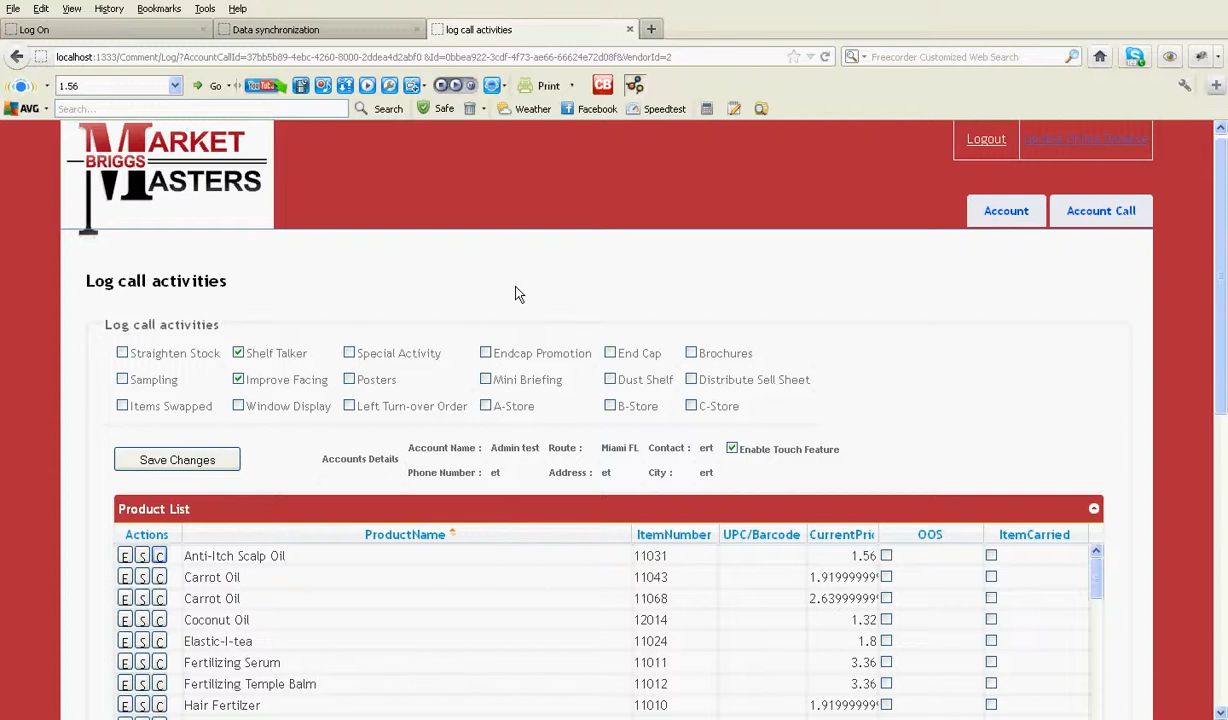 File Edit View History Bookmarks Tools Help
Log On Data synchronization log call activities
localhost:1333/Comment/Log/?AccountCallId=37bb5b89-4ebc-4260-8000-2ddea4d2abf0 &Id=0bbea922-3cdf-4f73-ae66-66624e72d08f&VendorId=2 Freecorder Customized Web Search
1.56 Go You Tube Print CB
AVG Search... Search Safe Weather Facebook Speedtest
MARKET
BRIGGS
MASTERS
Logout
Account Account Call
Log call activities
Log call activities
Straighten Stock Shelf Talker Special Activity Endcap Promotion End Cap Brochures
Sampling Improve Facing Posters Mini Briefing Dust Shelf Distribute Sell Sheet
Items Swapped Window Display Left Turn-over Order A-Store B-Store C-Store
Save Changes Accounts Details Account Name : Admin test Route : Miami FL Contact : ert Enable Touch Feature
Phone Number : et Address : et City : ert
Product List
Actions ProductName ItemNumber UPC/Barcode CurrentPric OOS ItemCarried
E S C Anti-Itch Scalp Oil 11031 1.56
E S C Carrot Oil 11043 1.91999999
E S C Carrot Oil 11068 2.63999999
E S C Coconut Oil 12014 1.32
E S C Elastic-I-tea 11024 1.8
E S C Fertilizing Serum 11011 3.36
E S C Fertilizing Temple Balm 11012 3.36
E S C Hair Fertilzer 11010 1.91999999